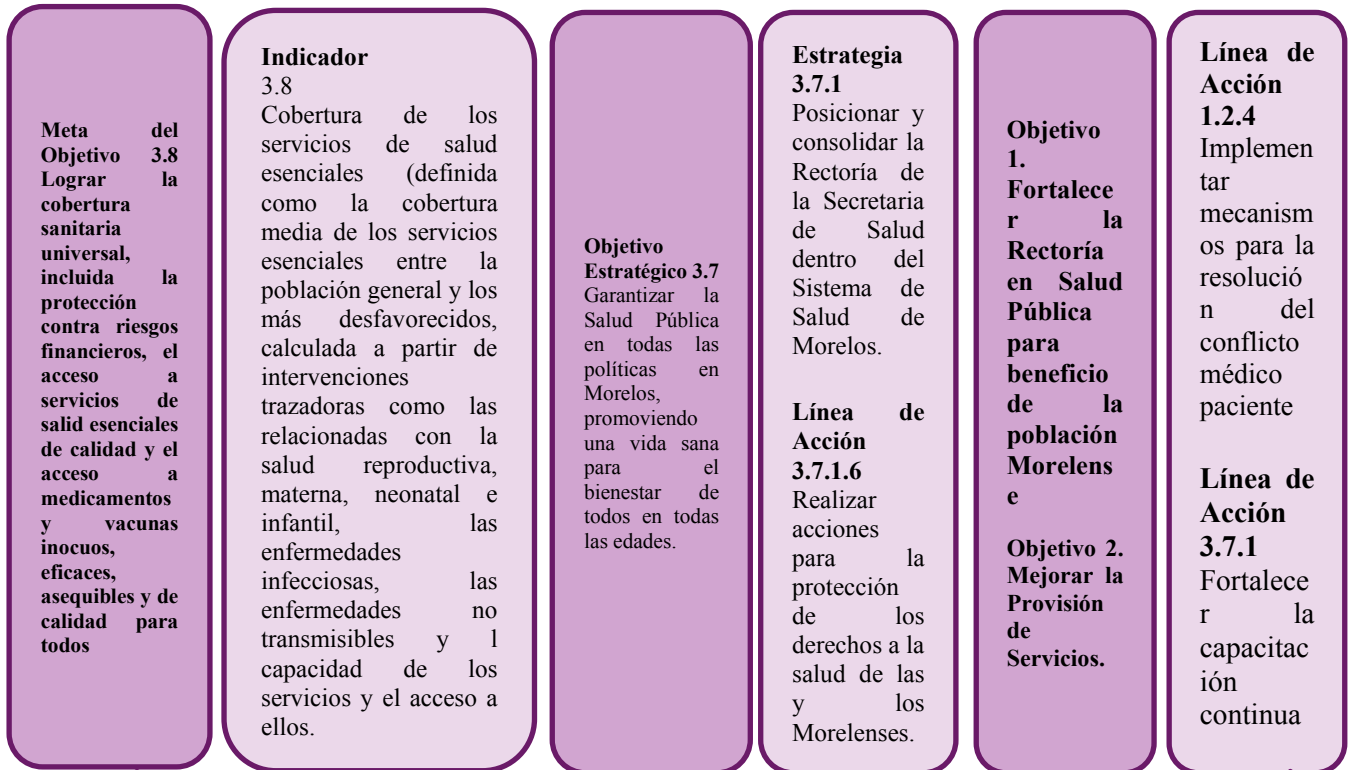 Meta del
Objetivo 3.8
Lograr la
cobertura
sanitaria
universal,
incluida la
protección
contra riesgos
financieros, el
acceso a
servicios de
salid esenciales
de calidad y el
acceso a
medicamentos
y vacunas
inocuos,
eficaces,
asequibles y de
calidad para
todos
Indicador
3.8
Cobertura de los
servicios de salud
esenciales (definida
como la cobertura
media de los servicios
esenciales entre la
población general y los
más desfavorecidos,
calculada a partir de
intervenciones
trazadoras como las
relacionadas con la
salud reproductiva,
materna, neonatal e
infantil, las
enfermedades
infecciosas, las
enfermedades no
transmisibles y l
capacidad de los
servicios y el acceso a
ellos.
Objetivo
Estratégico 3.7
Garantizar la
Salud Pública
en todas las
políticas en
Morelos,
promoviendo
una vida sana
para el
bienestar de
todos en todas
las edades.
Estrategia
3.7.1
Posicionar y
consolidar la
Rectoría de
la Secretaria
de Salud
dentro del
Sistema de
Salud de
Morelos.
Línea de
Acción
3.7.1.6
Realizar
acciones
para la
protección
de los
derechos a la
salud de las
y los
Morelenses.
Objetivo
1.
Fortalece
r la
Rectoría
en Salud
Pública
para
beneficio
de la
población
Morelens
e
Objetivo 2.
Mejorar la
Provisión
de
Servicios.
Línea de
Acción
1.2.4
Implemen
tar
mecanism
os para la
resolució
n del
conflicto
médico
paciente
Línea de
Acción
3.7.1
Fortalece
r la
capacitac
ión
continua